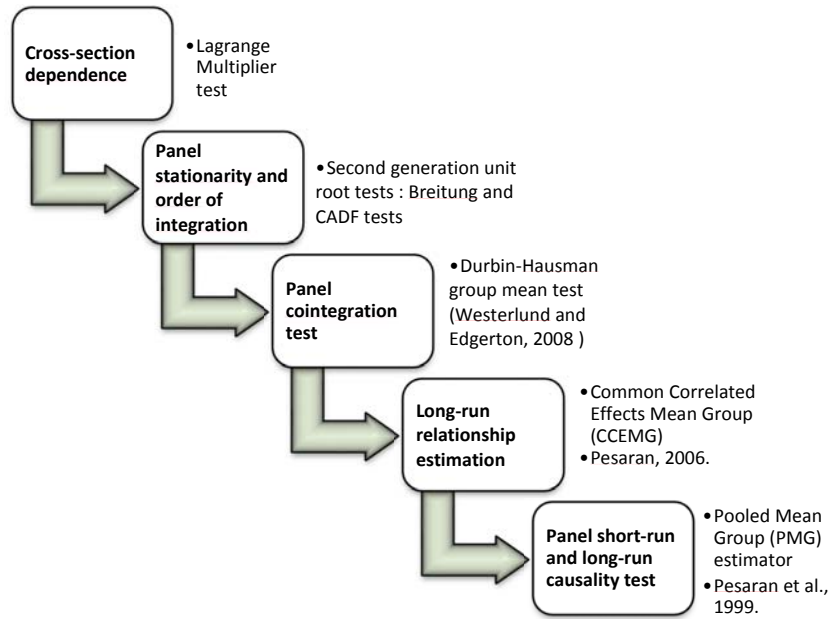 Cross-section
dependence
•Lagrange
Multiplier
test
Panel
stationarity and
order of
integration
•Second generation unit
root tests : Breitung and
CADF tests
Panel
cointegration
test
•Durbin-Hausman
group mean test
(Westerlund and
Edgerton, 2008 )
Long-run
relationship
estimation
•Common Correlated
Effects Mean Group
(CCEMG)
•Pesaran, 2006.
Panel short-run
and long-run
causality test
•Pooled Mean
Group (PMG)
estimator
•Pesaran et al.,
1999.